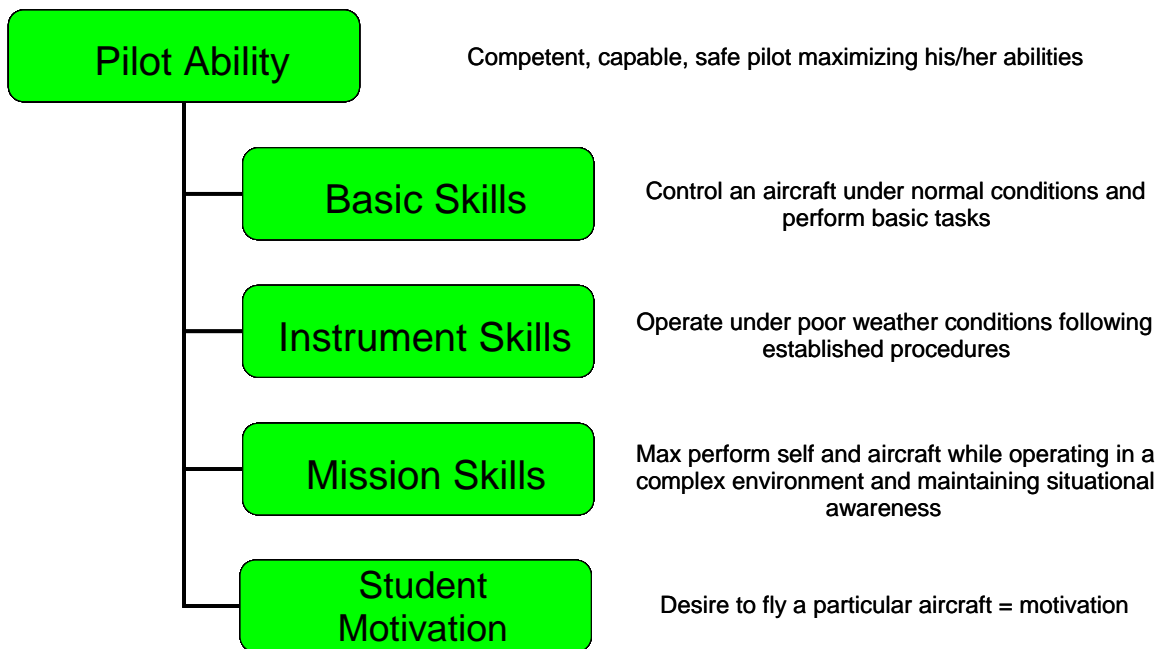 Pilot Ability
Competent, capable, safe pilot maximizing his/her abilities
Basic Skills
Control an aircraft under normal conditions and
perform basic tasks
Instrument Skills
Operate under poor weather conditions following
established procedures
Mission Skills
Max perform self and aircraft while operating in a
complex environment and maintaining situational
awareness
Student
Motivation
Desire to fly a particular aircraft = motivation